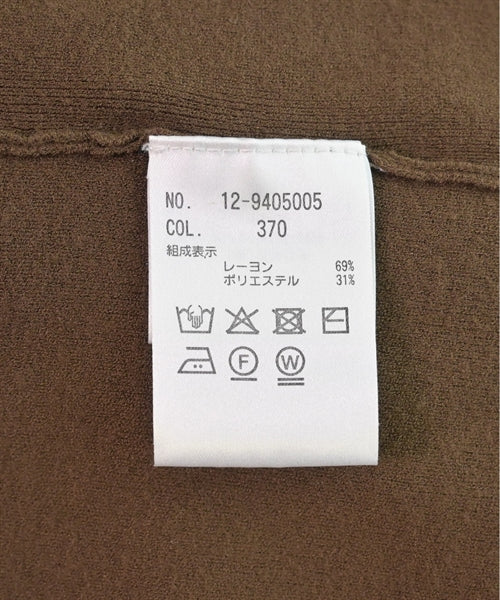 NO. 12-9405005
COL. 370
組成表示
レーヨン 69%
ポリエステル 31%
F W